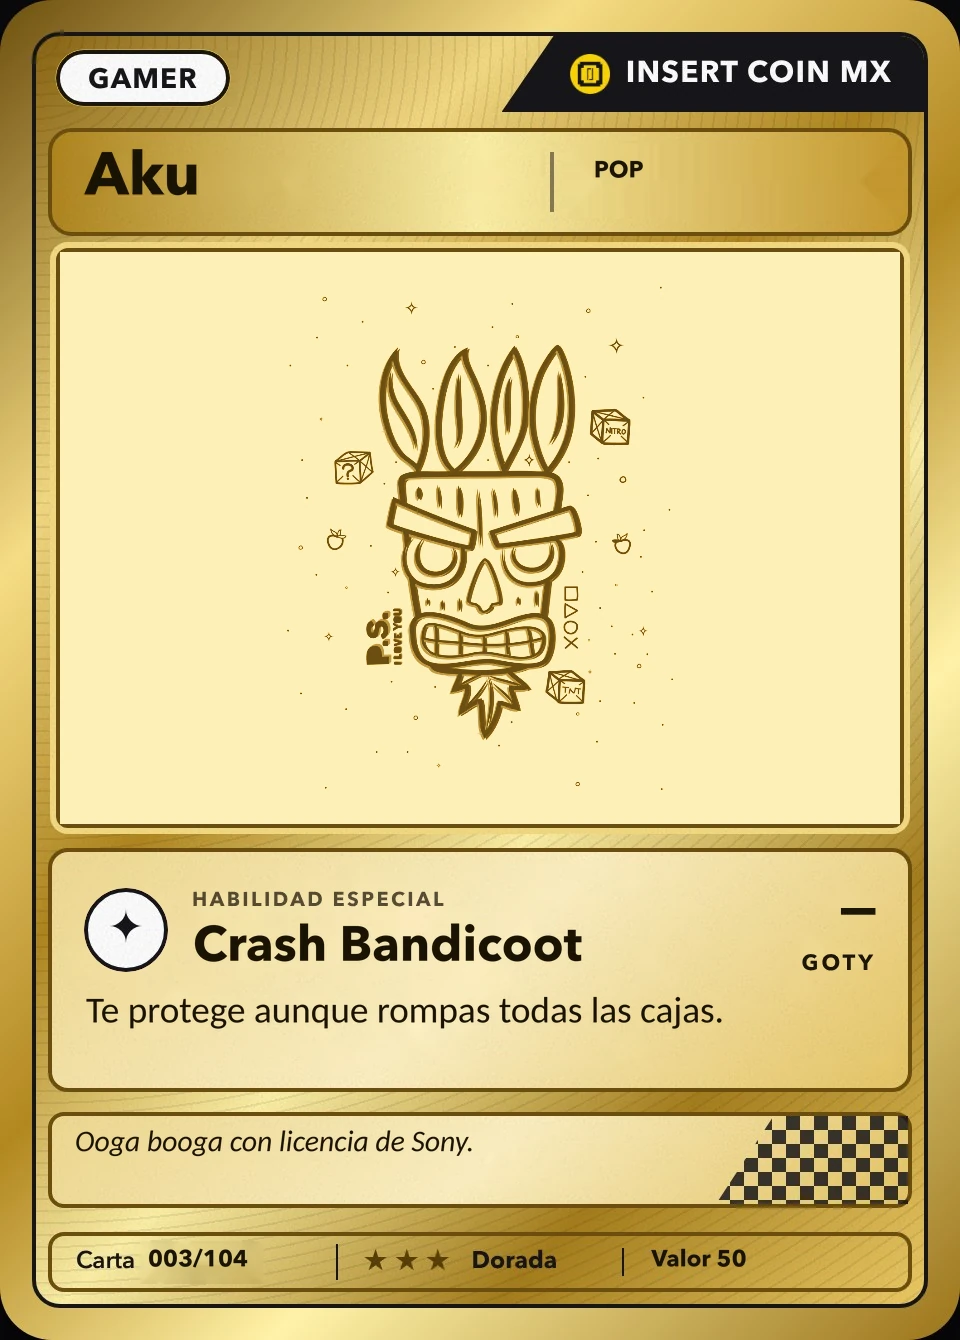 GAMER
INSERT COIN MX
Aku
POP
NITRO
?
P.S.
I LOVE YOU
□△○X
TNT
HABILIDAD ESPECIAL
Crash Bandicoot
—
GOTY
Te protege aunque rompas todas las cajas.
Ooga booga con licencia de Sony.
Carta 003/104
★★★ Dorada
Valor 50